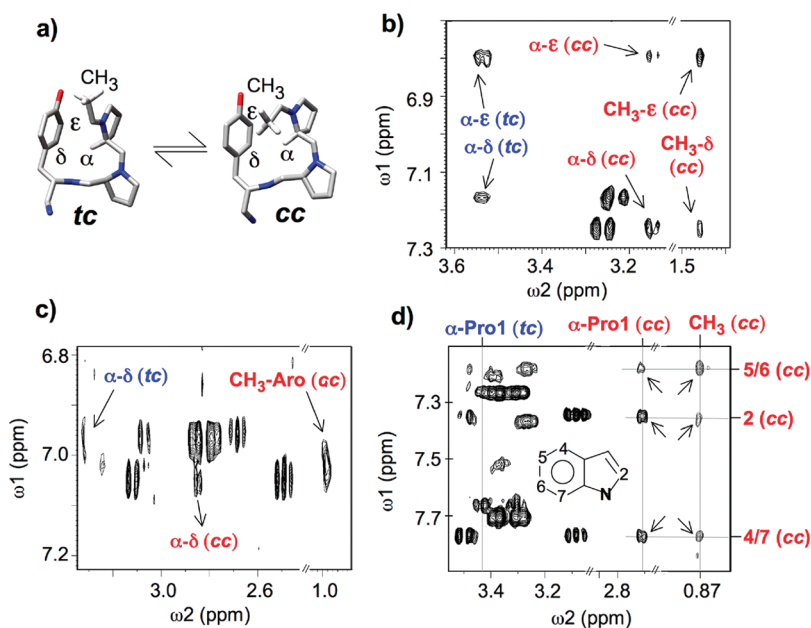 a)
CH3
ε
δ
α
tc
CH3
ε
δ
α
cc
b)
α-ε (cc)
α-ε (tc)
α-δ (tc)
CH3-ε (cc)
CH3-δ
(cc)
α-δ (cc)
6.9
7.1
7.3
ω1 (ppm)
3.6
3.4
3.2
1.5
ω2 (ppm)
c)
α-δ (tc)
CH3-Aro (cc)
α-δ (cc)
6.8
7.0
7.2
ω1 (ppm)
3.0
2.6
1.0
ω2 (ppm)
d)
α-Pro1 (tc)
α-Pro1 (cc)
CH3 (cc)
5/6 (cc)
2 (cc)
4/7 (cc)
5
4
6
7
N
2
7.3
7.5
7.7
ω1 (ppm)
3.4
3.2
2.8
0.87
ω2 (ppm)